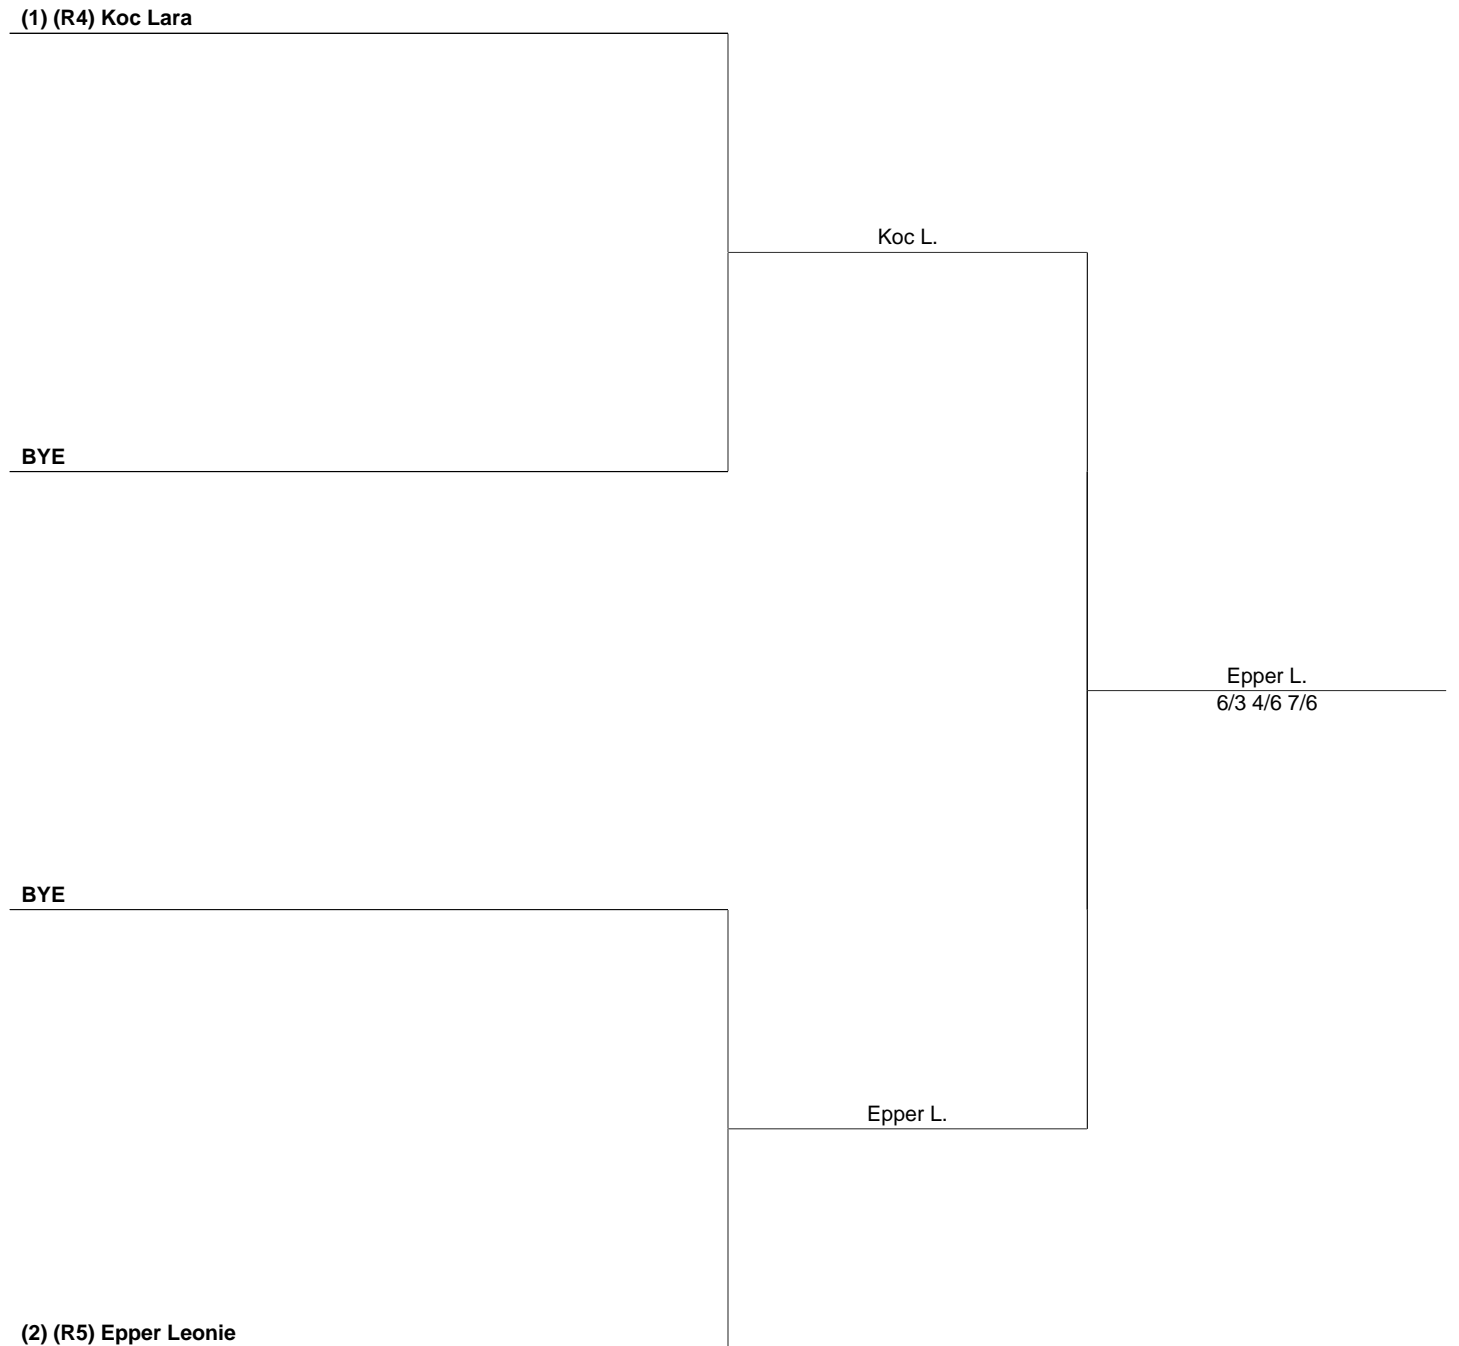 (1) (R4) Koc Lara
Koc L.
BYE
Epper L.
6/3 4/6 7/6
BYE
Epper L.
(2) (R5) Epper Leonie